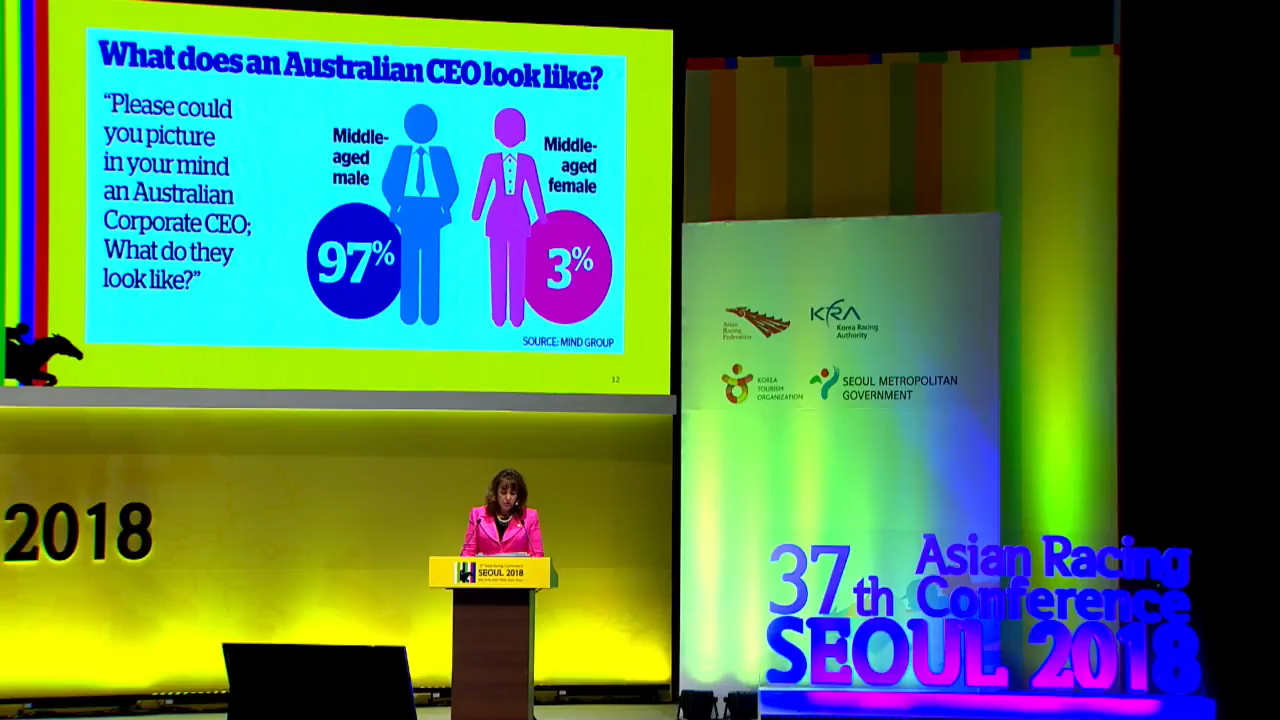 What does an Australian CEO look like?
“Please could
you picture
in your mind
an Australian
Corporate CEO;
What do they
look like?”
Middle-
aged
male
97%
Middle-
aged
female
3%
SOURCE: MIND GROUP
12
Asian
Racing
Federation
KRA
Korea Racing
Authority
KOREA
TOURISM
ORGANIZATION
SEOUL METROPOLITAN
GOVERNMENT
2018
SEOUL 2018
37th
Asian Racing
Conference
SEOUL 2018